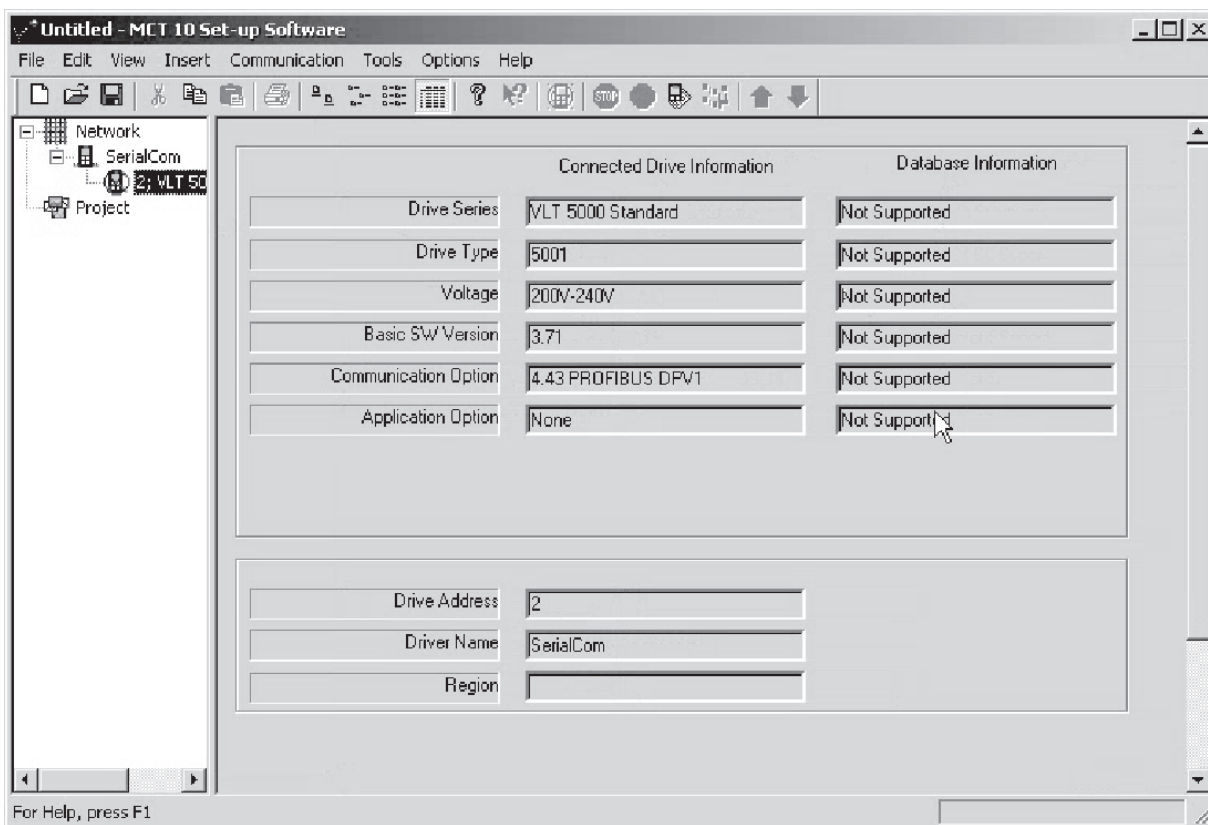 Untitled - MCT 10 Set-up Software
File Edit View Insert Communication Tools Options Help
STOP
Network
SerialCom
2: VLT 50
Project
Connected Drive Information Database Information
Drive Series VLT 5000 Standard Not Supported
Drive Type 5001 Not Supported
Voltage 200V-240V Not Supported
Basic SW Version 3.71 Not Supported
Communication Option 4.43 PROFIBUS DPV1 Not Supported
Application Option None Not Supported
Drive Address 2
Driver Name SerialCom
Region
For Help, press F1